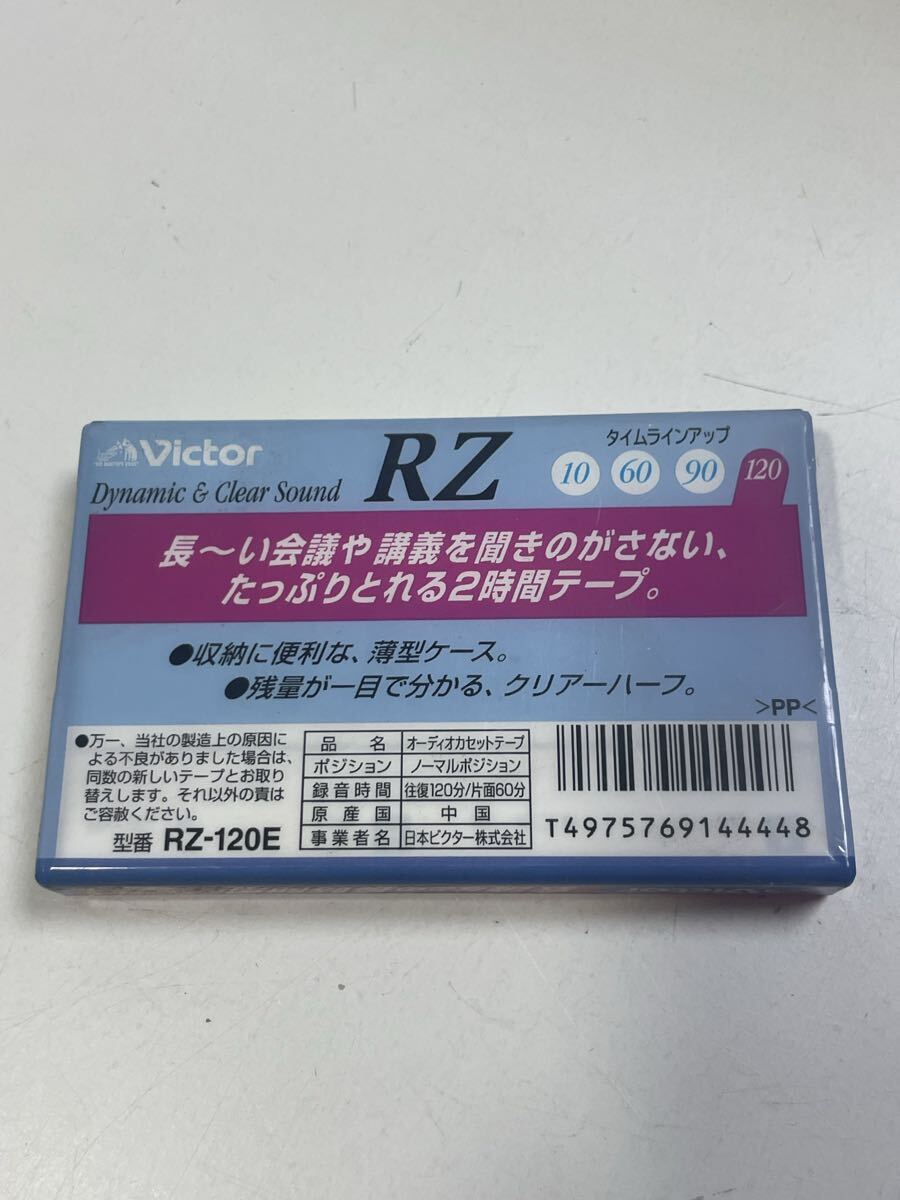 Victor
Dynamic & Clear Sound
RZ
タイムラインアップ
10 60 90 120
長〜い会議や講義を聞きのがさない、
たっぷりとれる2時間テープ。
●収納に便利な、薄型ケース。
●残量が一目で分かる、クリアーハーフ。
>PP<
●万一、当社の製造上の原因に
よる不良がありました場合は、
同数の新しいテープとお取り
替えします。それ以外の責は
ご容赦ください。
型番 RZ-120E
品名 オーディオカセットテープ
ポジション ノーマルポジション
録音時間 往復120分/片面60分
原産国 中国
事業者名 日本ビクター株式会社
T4975769144448